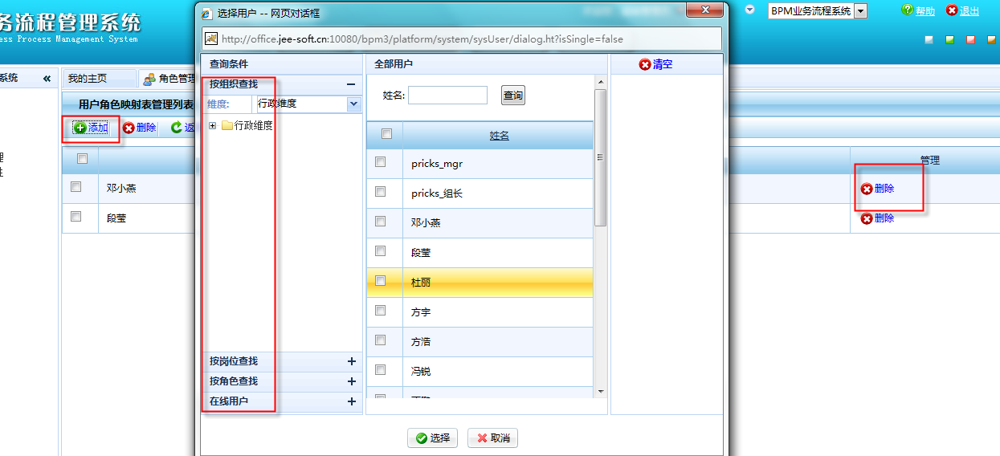 务流程管理系统
ess Process Management System
BPM业务流程系统
帮助
退出
系统
我的主页
角色管理
用户角色映射表管理列表
添加
删除
返
管理
邓小燕
删除
段莹
删除
选择用户 -- 网页对话框
http://office.jee-soft.cn:10080/bpm3/platform/system/sysUser/dialog.ht?isSingle=false
查询条件
按组织查找
维度:
行政维度
行政维度
按岗位查找
按角色查找
在线用户
全部用户
姓名:
查询
姓名
pricks_mgr
pricks_组长
邓小燕
段莹
杜丽
方宇
方浩
冯锐
清空
选择
取消